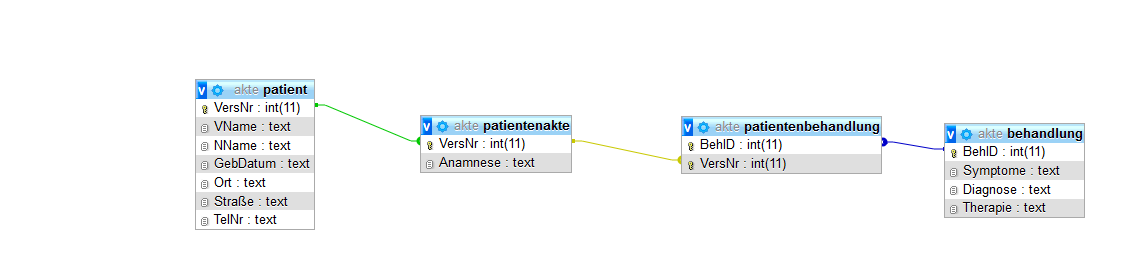 v akte patient
VersNr : int(11)
VName : text
NName : text
GebDatum : text
Ort : text
Straße : text
TelNr : text
v akte patientenakte
VersNr : int(11)
Anamnese : text
v akte patientenbehandlung
BehID : int(11)
VersNr : int(11)
v akte behandlung
BehID : int(11)
Symptome : text
Diagnose : text
Therapie : text